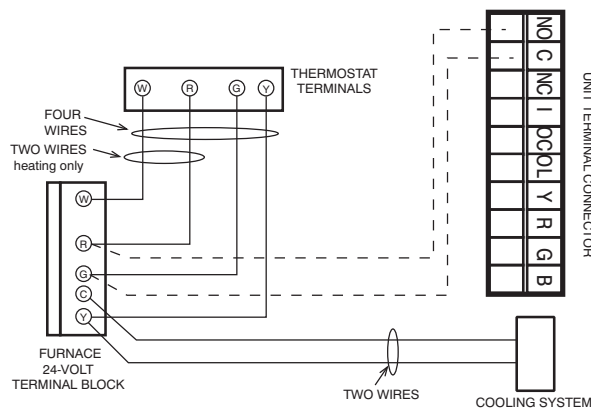 THERMOSTAT
TERMINALS
W R G Y
FOUR
WIRES
TWO WIRES
heating only
W
R
G
C
Y
FURNACE
24-VOLT
TERMINAL BLOCK
TWO WIRES
COOLING SYSTEM
NO
C
NC
I
OCOL
Y
R
G
B
UNIT TERMINAL CONNECTOR